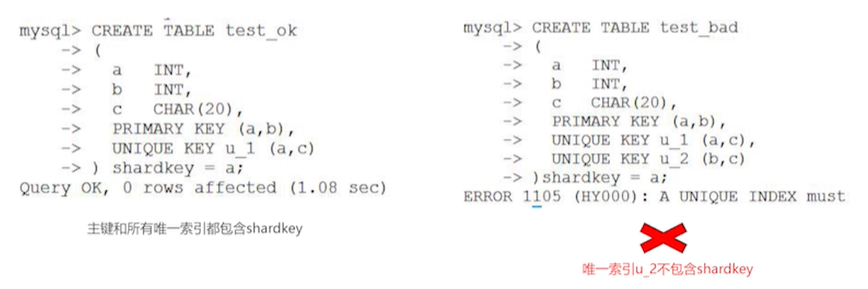 mysql> CREATE TABLE test_ok
-> (
-> a INT,
-> b INT,
-> c CHAR(20),
-> PRIMARY KEY (a,b),
-> UNIQUE KEY u_1 (a,c)
-> ) shardkey = a;
Query OK, 0 rows affected (1.08 sec)
主键和所有唯一索引都包含shardkey
mysql> CREATE TABLE test_bad
-> (
-> a INT,
-> b INT,
-> c CHAR(20),
-> PRIMARY KEY (a,b),
-> UNIQUE KEY u_1 (a,c),
-> UNIQUE KEY u_2 (b,c)
-> )shardkey = a;
ERROR 1105 (HY000): A UNIQUE INDEX must
唯一索引u_2不包含shardkey